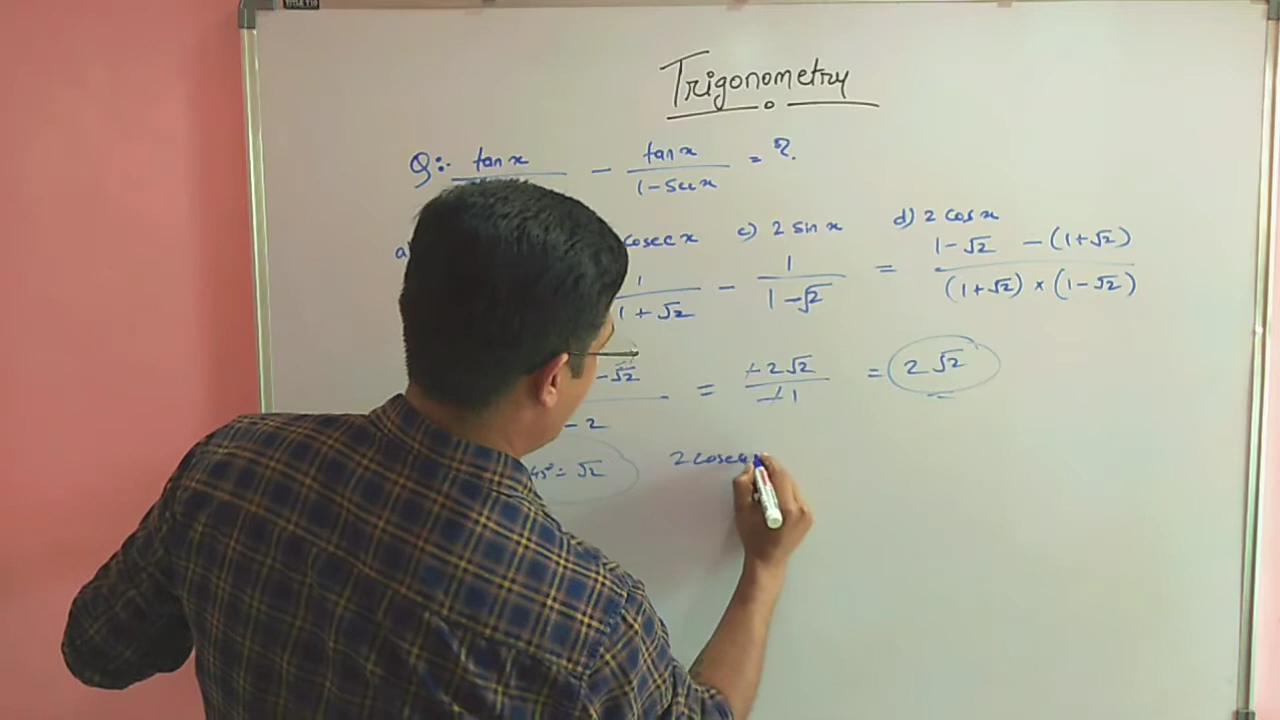 Trigonometry
Q:- tan x − tan x / 1 - sec x = ?
a) cosec x c) 2 sin x d) 2 cos x
1 / 1 + √2 − 1 / 1 - √2 = 1 - √2 - (1 + √2) / (1 + √2) × (1 - √2)
- √2 / - 2 = -2√2 / -1 = 2√2
45° = √2 2 cosec